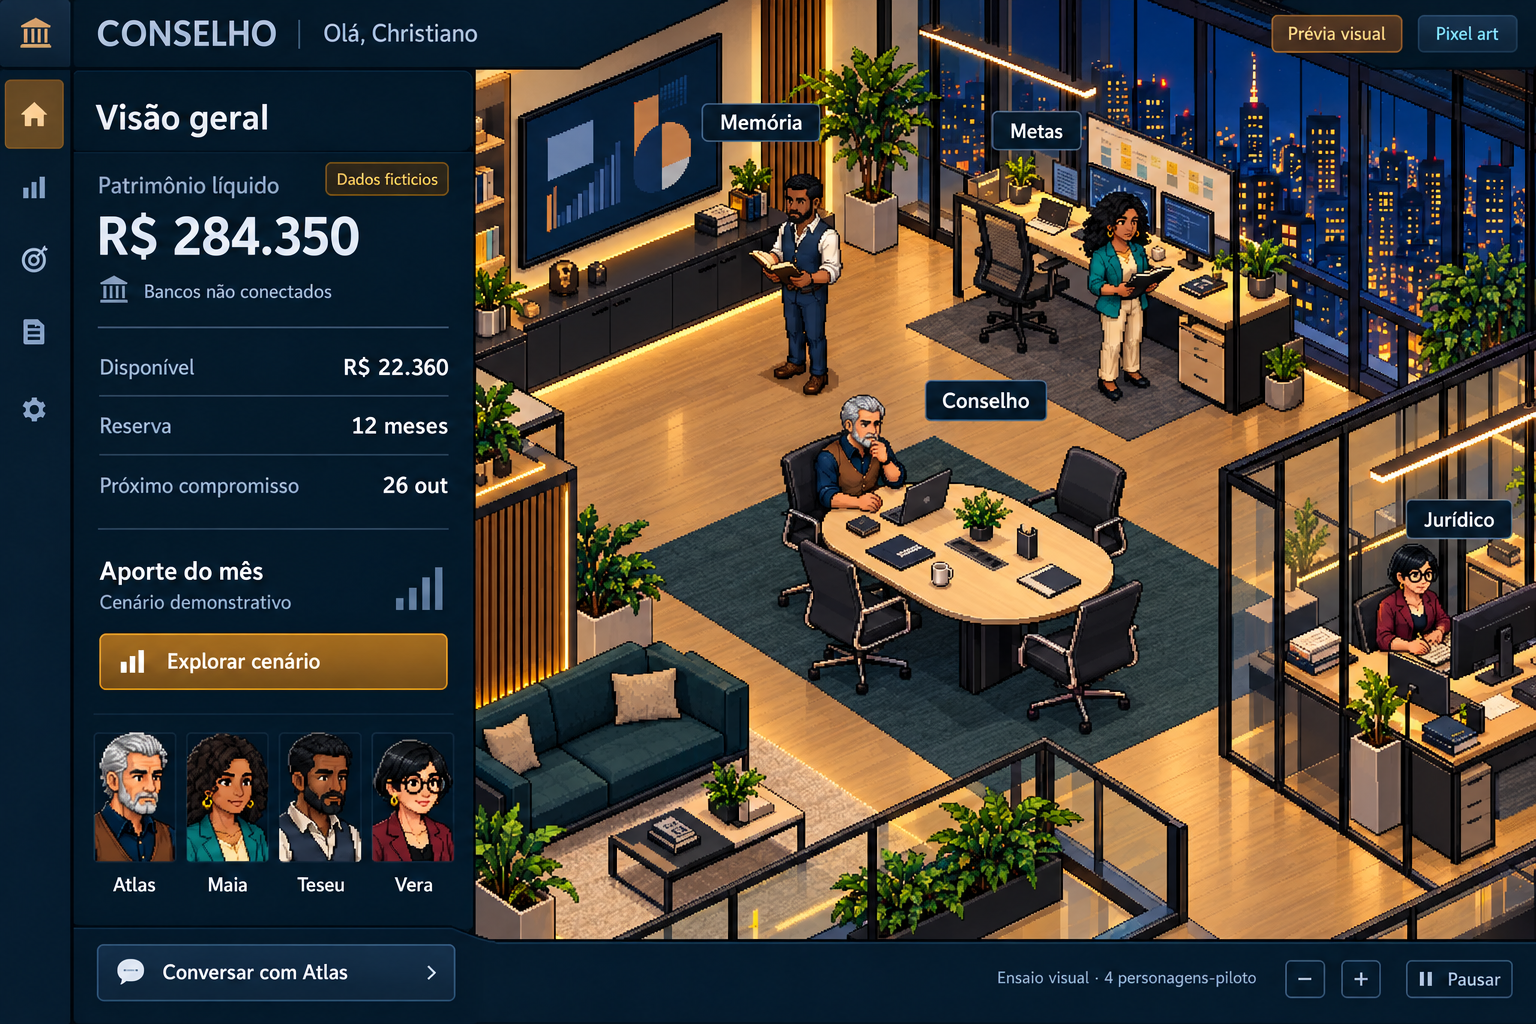 CONSELHO
Olá, Christiano
Prévia visual
Pixel art
Visão geral
Patrimônio líquido
Dados ficticios
R$ 284.350
Bancos não conectados
Disponível
R$ 22.360
Reserva
12 meses
Próximo compromisso
26 out
Aporte do mês
Cenário demonstrativo
Explorar cenário
Atlas
Maia
Teseu
Vera
Conversar com Atlas
Memória
Metas
Conselho
Jurídico
Ensaio visual · 4 personagens-piloto
Pausar